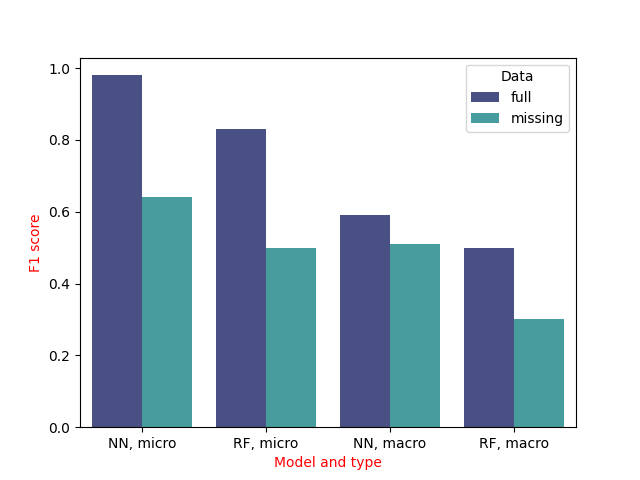 1.0
0.8
0.6
0.4
0.2
0.0
F1 score
Data
full
missing
NN, micro
RF, micro
NN, macro
RF, macro
Model and type